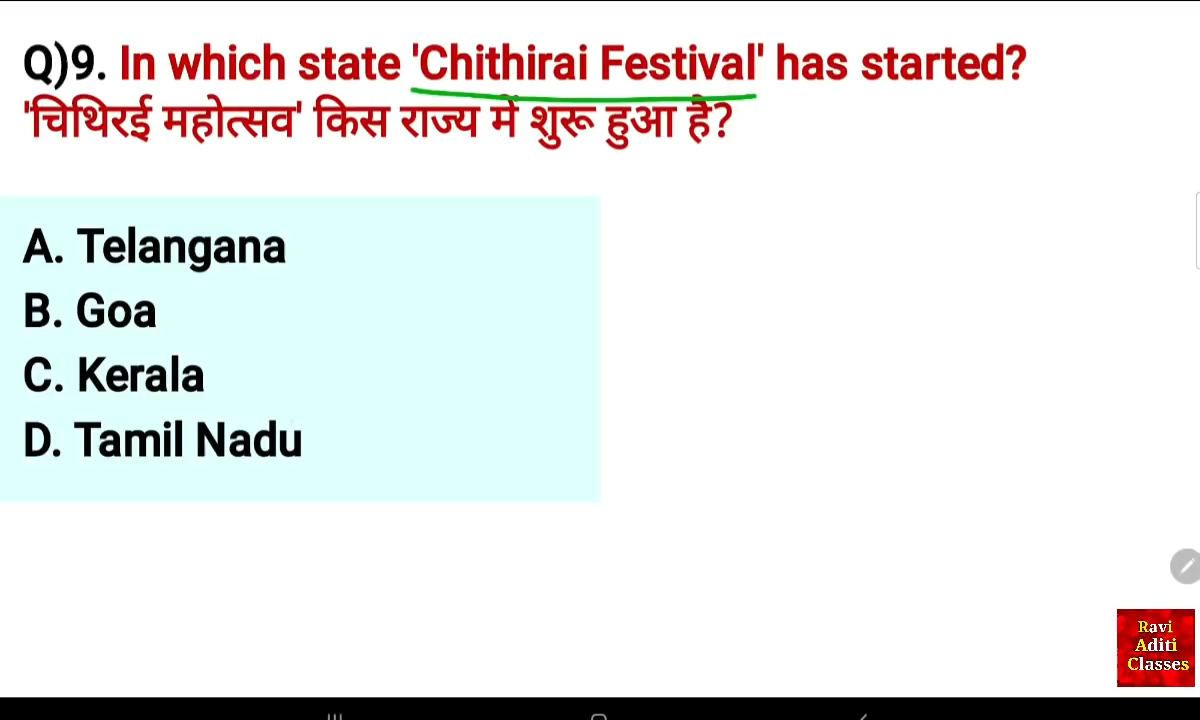 Q)9. In which state 'Chithirai Festival' has started?
'चिथिरई महोत्सव' किस राज्य में शुरू हुआ है?
A. Telangana
B. Goa
C. Kerala
D. Tamil Nadu
Ravi
Aditi
Classes